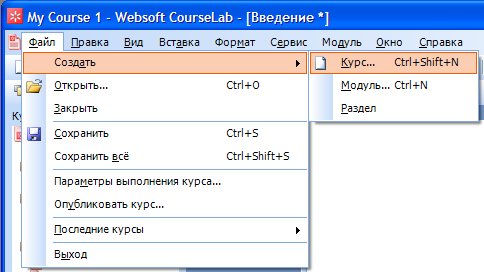 My Course 1 - Websoft CourseLab - [Введение *]
Файл Правка Вид Вставка Формат Сервис Модуль Окно Справка
Создать
Курс... Ctrl+Shift+N
Открыть... Ctrl+O
Модуль... Ctrl+N
Закрыть
Раздел
Сохранить Ctrl+S
Сохранить всё Ctrl+Shift+S
Параметры выполнения курса...
Опубликовать курс...
Последние курсы
Выход